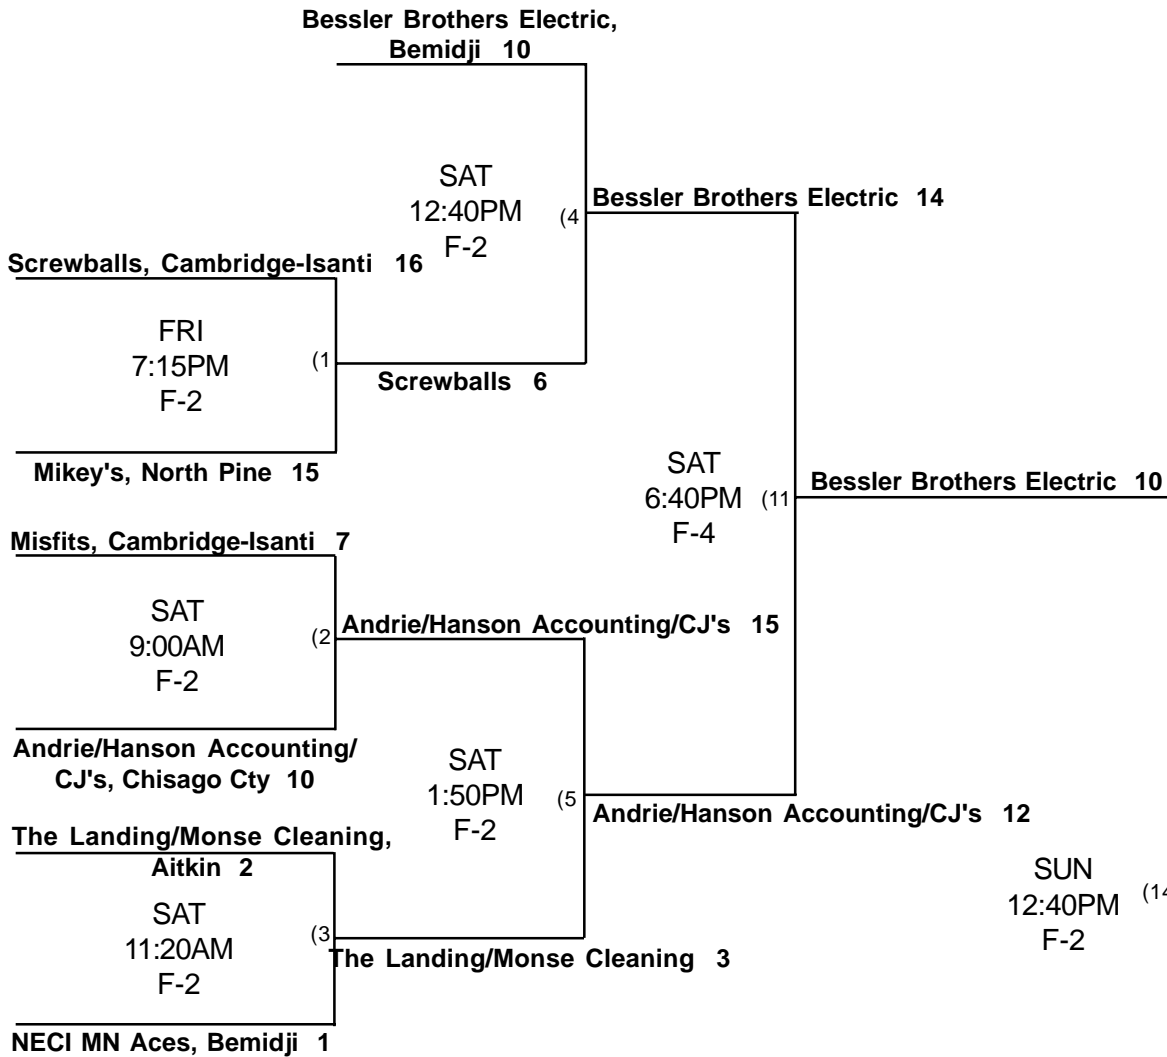 Bessler Brothers Electric,
Bemidji 10
SAT
12:40PM
F-2
(4
Bessler Brothers Electric 14
Screwballs, Cambridge-Isanti 16
FRI
7:15PM
F-2
(1
Screwballs 6
Mikey's, North Pine 15
SAT
6:40PM
F-4
(11
Bessler Brothers Electric 10
Misfits, Cambridge-Isanti 7
SAT
9:00AM
F-2
(2
Andrie/Hanson Accounting/CJ's 15
Andrie/Hanson Accounting/
CJ's, Chisago Cty 10
SAT
1:50PM
F-2
(5
Andrie/Hanson Accounting/CJ's 12
The Landing/Monse Cleaning,
Aitkin 2
SAT
11:20AM
F-2
(3
The Landing/Monse Cleaning 3
NECI MN Aces, Bemidji 1
SUN
12:40PM
F-2
(14